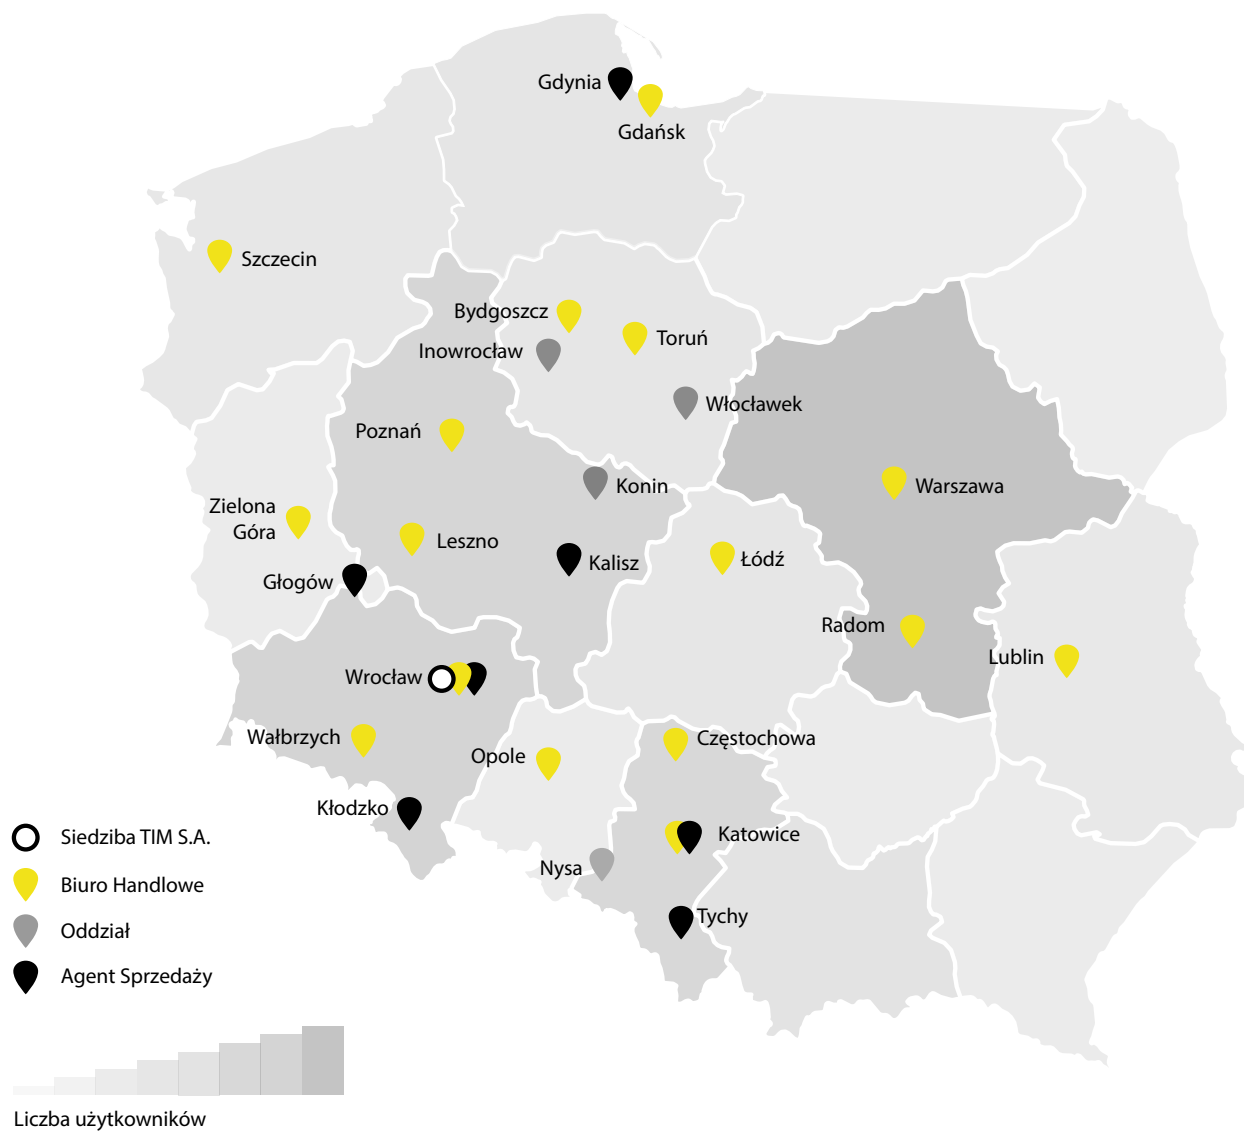 Gdynia
Gdańsk
Szczecin
Bydgoszcz
Toruń
Inowrocław
Włocławek
Poznań
Konin
Warszawa
Zielona
Góra
Leszno
Kalisz
Łódź
Głogów
Radom
Lublin
Wrocław
Wałbrzych
Opole
Częstochowa
Kłodzko
Katowice
Nysa
Tychy
Siedziba TIM S.A.
Biuro Handlowe
Oddział
Agent Sprzedaży
Liczba użytkowników